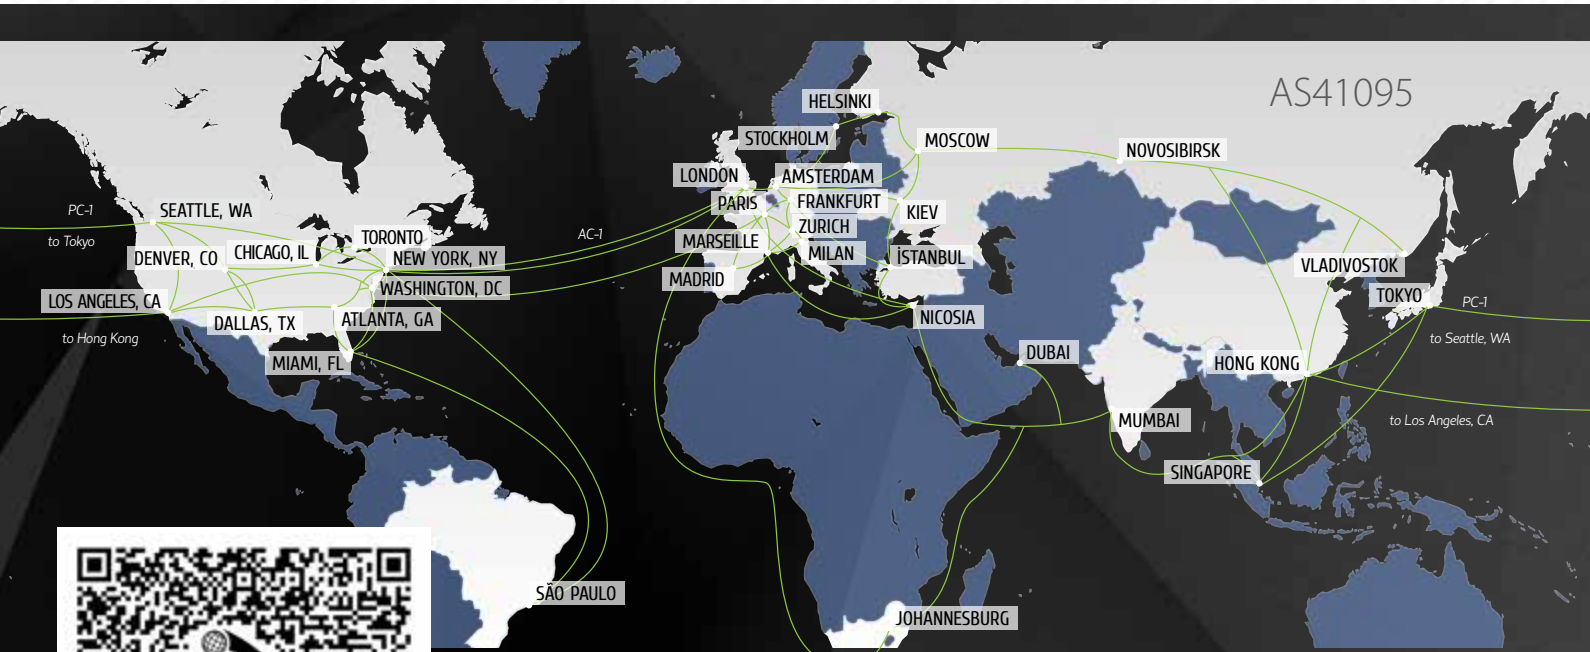 AS41095
HELSINKI
STOCKHOLM
MOSCOW
NOVOSIBIRSK
LONDON
AMSTERDAM
PARIS
FRANKFURT
KIEV
PC-1
SEATTLE, WA
to Tokyo
AC-1
TORONTO
ZURICH
MARSEILLE
DENVER, CO
CHICAGO, IL
NEW YORK, NY
MILAN
İSTANBUL
VLADIVOSTOK
MADRID
WASHINGTON, DC
LOS ANGELES, CA
TOKYO
PC-1
DALLAS, TX
ATLANTA, GA
NICOSIA
to Hong Kong
to Seattle, WA
MIAMI, FL
DUBAI
HONG KONG
MUMBAI
to Los Angeles, CA
SINGAPORE
SÃO PAULO
JOHANNESBURG